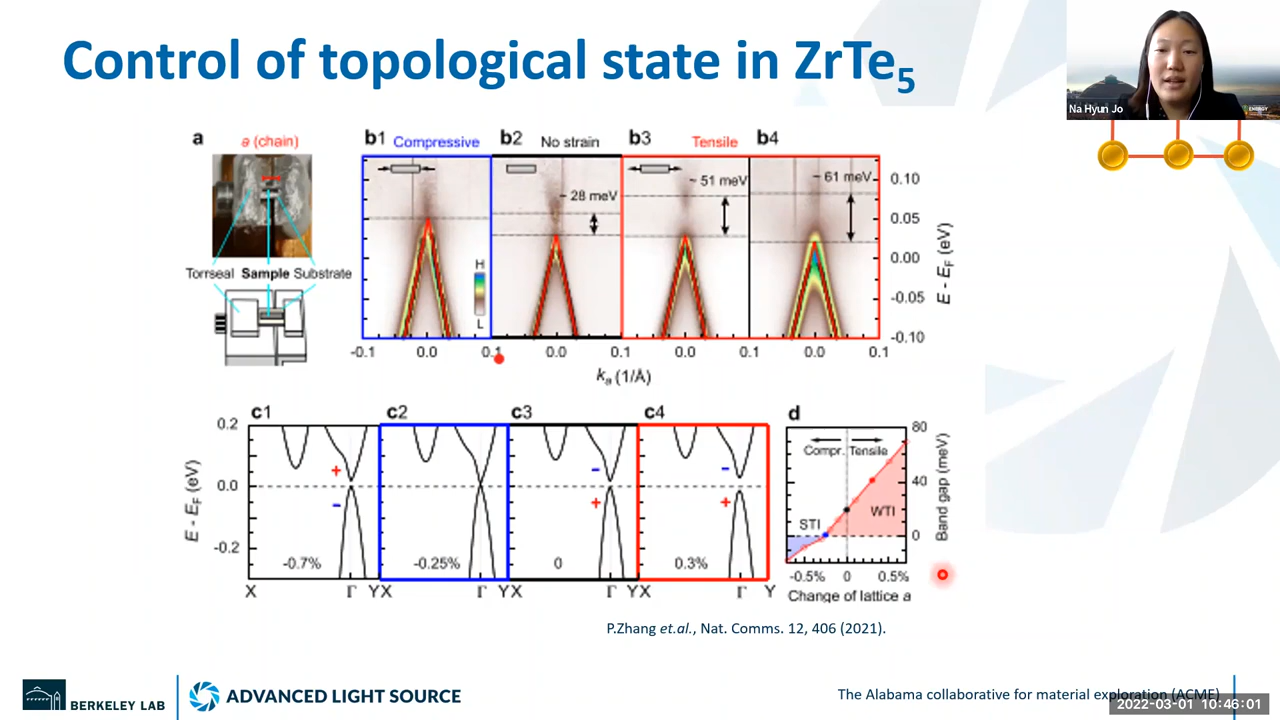 Control of topological state in ZrTe5
Na Hyun Jo
ENERGY
a
a (chain)
Torrseal Sample Substrate
b1 Compressive
b2 No strain
b3 Tensile
b4
~ 28 meV
~ 51 meV
~ 61 meV
H
L
0.10
0.05
0.00
-0.05
-0.10
E - EF (eV)
-0.1 0.0 0.1 0.0 0.1 0.0 0.1 0.0 0.1
ka (1/Å)
c1 c2 c3 c4 d
0.2
0.0
-0.2
E - EF (eV)
+ - - + - +
-0.7% -0.25% 0 0.3%
X Γ YX Γ YX Γ YX Γ Y
Compr. Tensile
STI WTI
80
40
0
Band gap (meV)
-0.5% 0 0.5%
Change of lattice a
P.Zhang et.al., Nat. Comms. 12, 406 (2021).
BERKELEY LAB
ADVANCED LIGHT SOURCE
The Alabama collaborative for material exploration (ACME)
2022-03-01 10:46:01